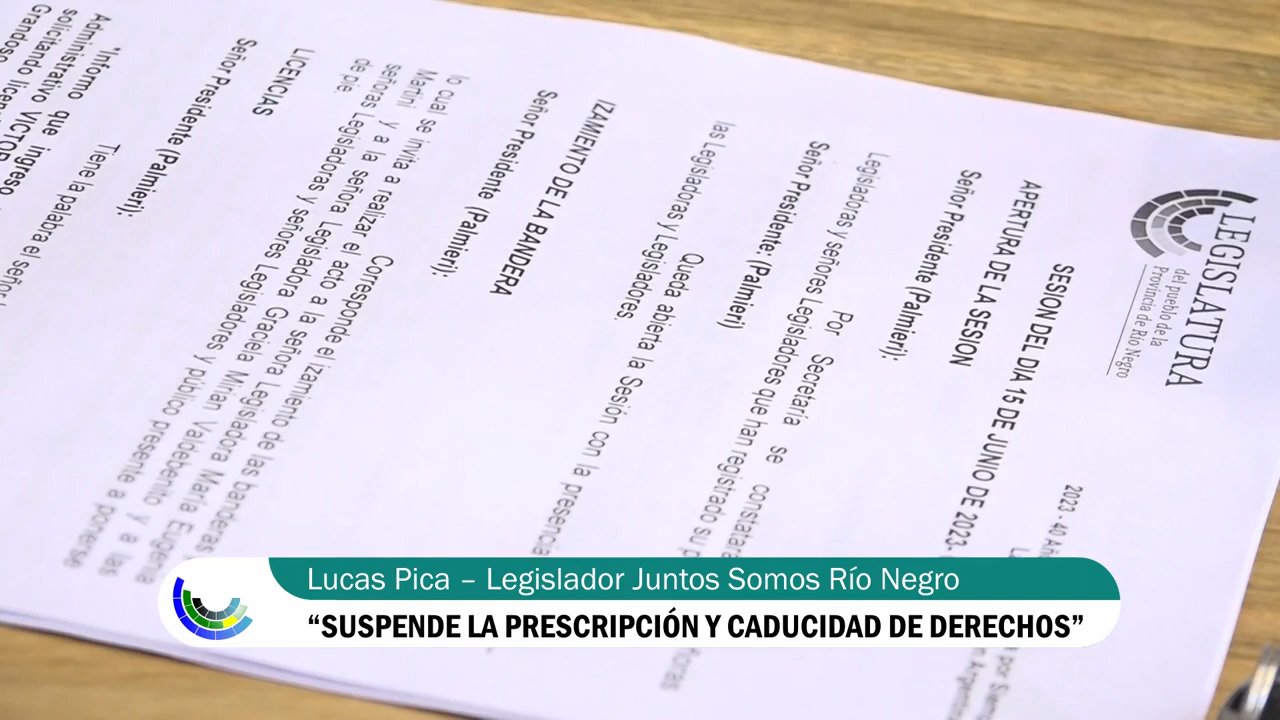 LEGISLATURA
del pueblo de la
Provincia de Río Negro
2023 - 40 Añ
SESION DEL DIA 15 DE JUNIO DE 2023-
APERTURA DE LA SESION
Señor Presidente (Palmieri):
Por Secretaria se constatara
Legisladoras y señores Legisladores que han registrado su
Señor Presidente: (Palmieri)
Queda abierta la Sesión con la presencia
las Legisladoras y Legisladores.
IZAMIENTO DE LA BANDERA
Señor Presidente (Palmieri):
Corresponde el izamiento de las banderas
lo cual se invita a realizar el acto a la señora Legisladora María Eugenia
Martini y a la señora Legisladora Graciela Mirian Valdebenito y a las
señoras Legisladoras y señores Legisladores y público presente a ponerse
de pie.
LICENCIAS
Señor Presidente (Palmieri):
Tiene la palabra el señor
"Informo que ingreso
Administrativo VICTOR
solicitando
Lucas Pica – Legislador Juntos Somos Río Negro
“SUSPENDE LA PRESCRIPCIÓN Y CADUCIDAD DE DERECHOS”